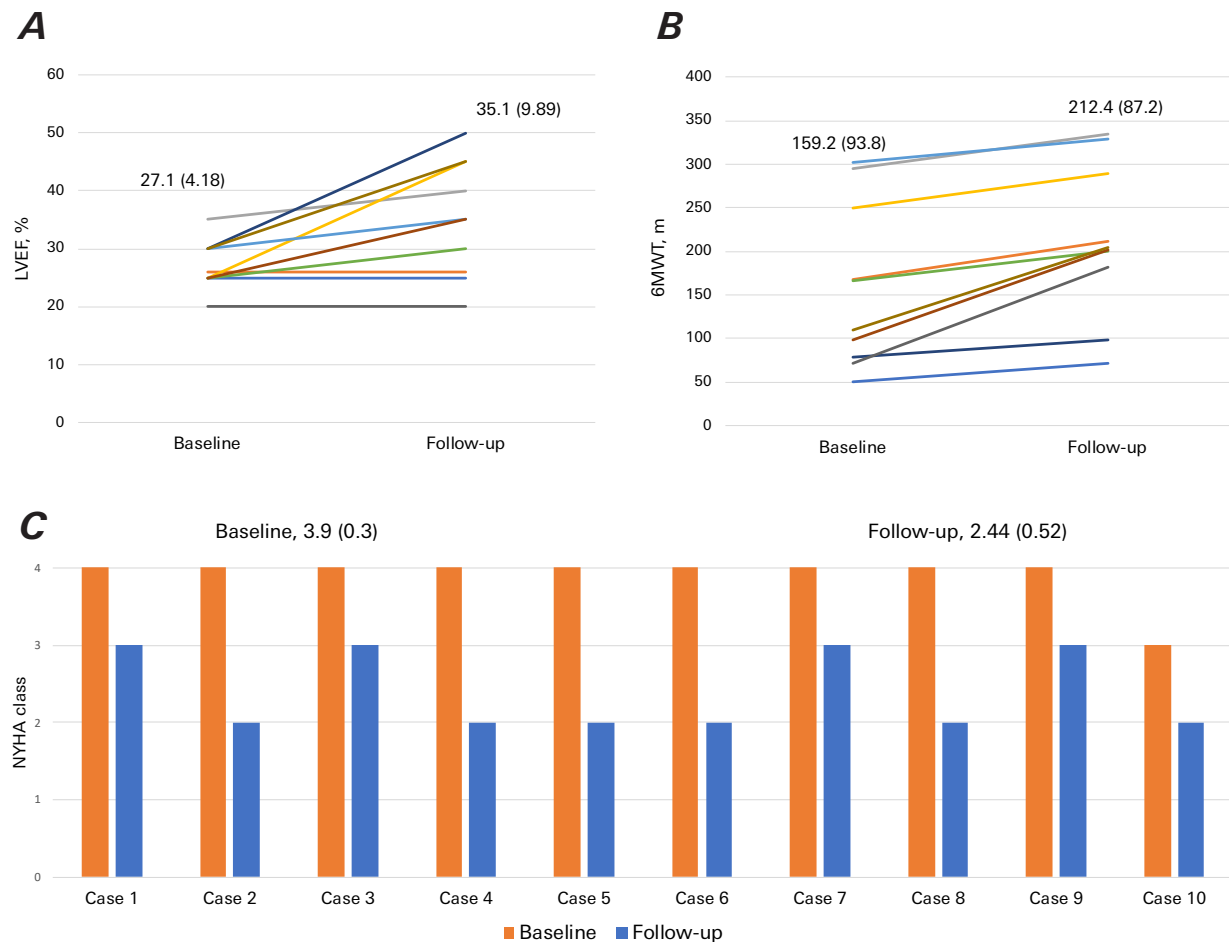 A
60
50
40
30
20
10
0
LVEF, %
27.1 (4.18)
35.1 (9.89)
Baseline
Follow-up
B
400
350
300
250
200
150
100
50
0
6MWT, m
159.2 (93.8)
212.4 (87.2)
Baseline
Follow-up
C
Baseline, 3.9 (0.3)
Follow-up, 2.44 (0.52)
4
3
2
1
0
NYHA class
Case 1
Case 2
Case 3
Case 4
Case 5
Case 6
Case 7
Case 8
Case 9
Case 10
Baseline
Follow-up